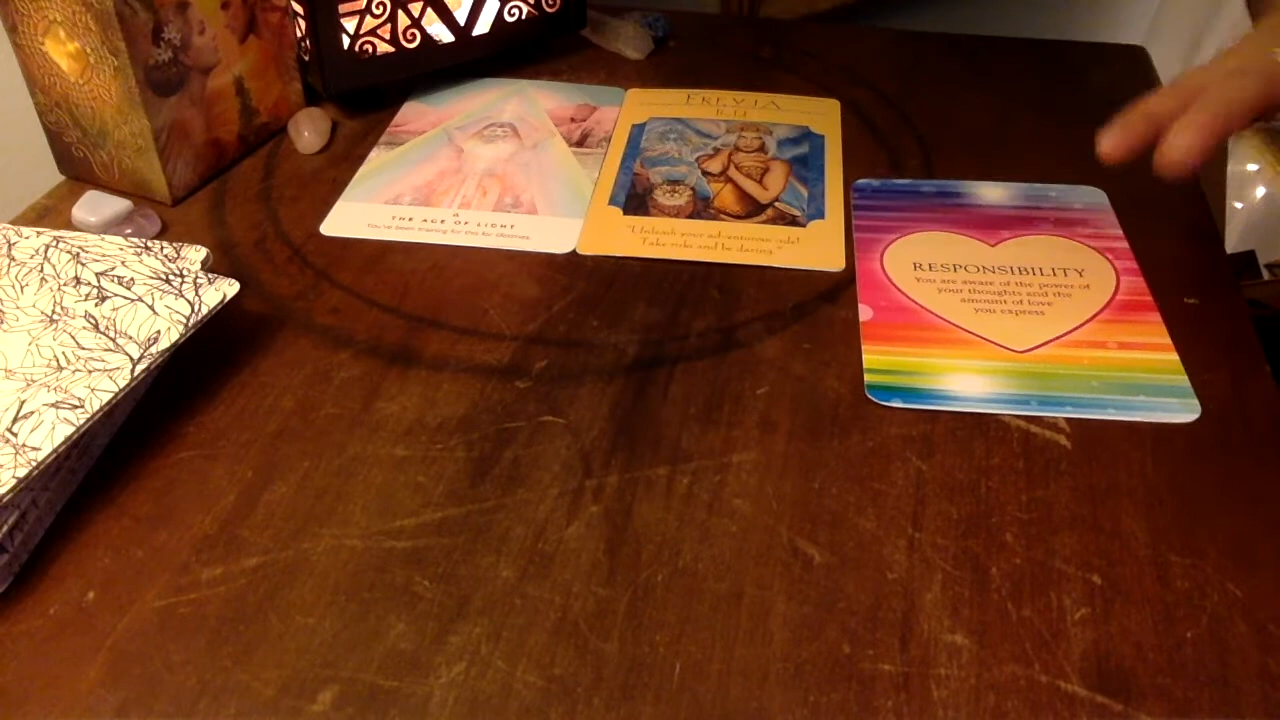 THE AGE OF LIGHT
You've been training for this for lifetimes.
FREYIA
Bold
"Unleash your adventurous side!
Take risks and be daring."
RESPONSIBILITY
You are aware of the power of
your thoughts and the
amount of love
you express